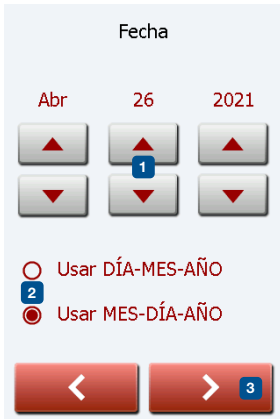 Fecha
Abr 26 2021
1
Usar DÍA-MES-AÑO
2
Usar MES-DÍA-AÑO
3